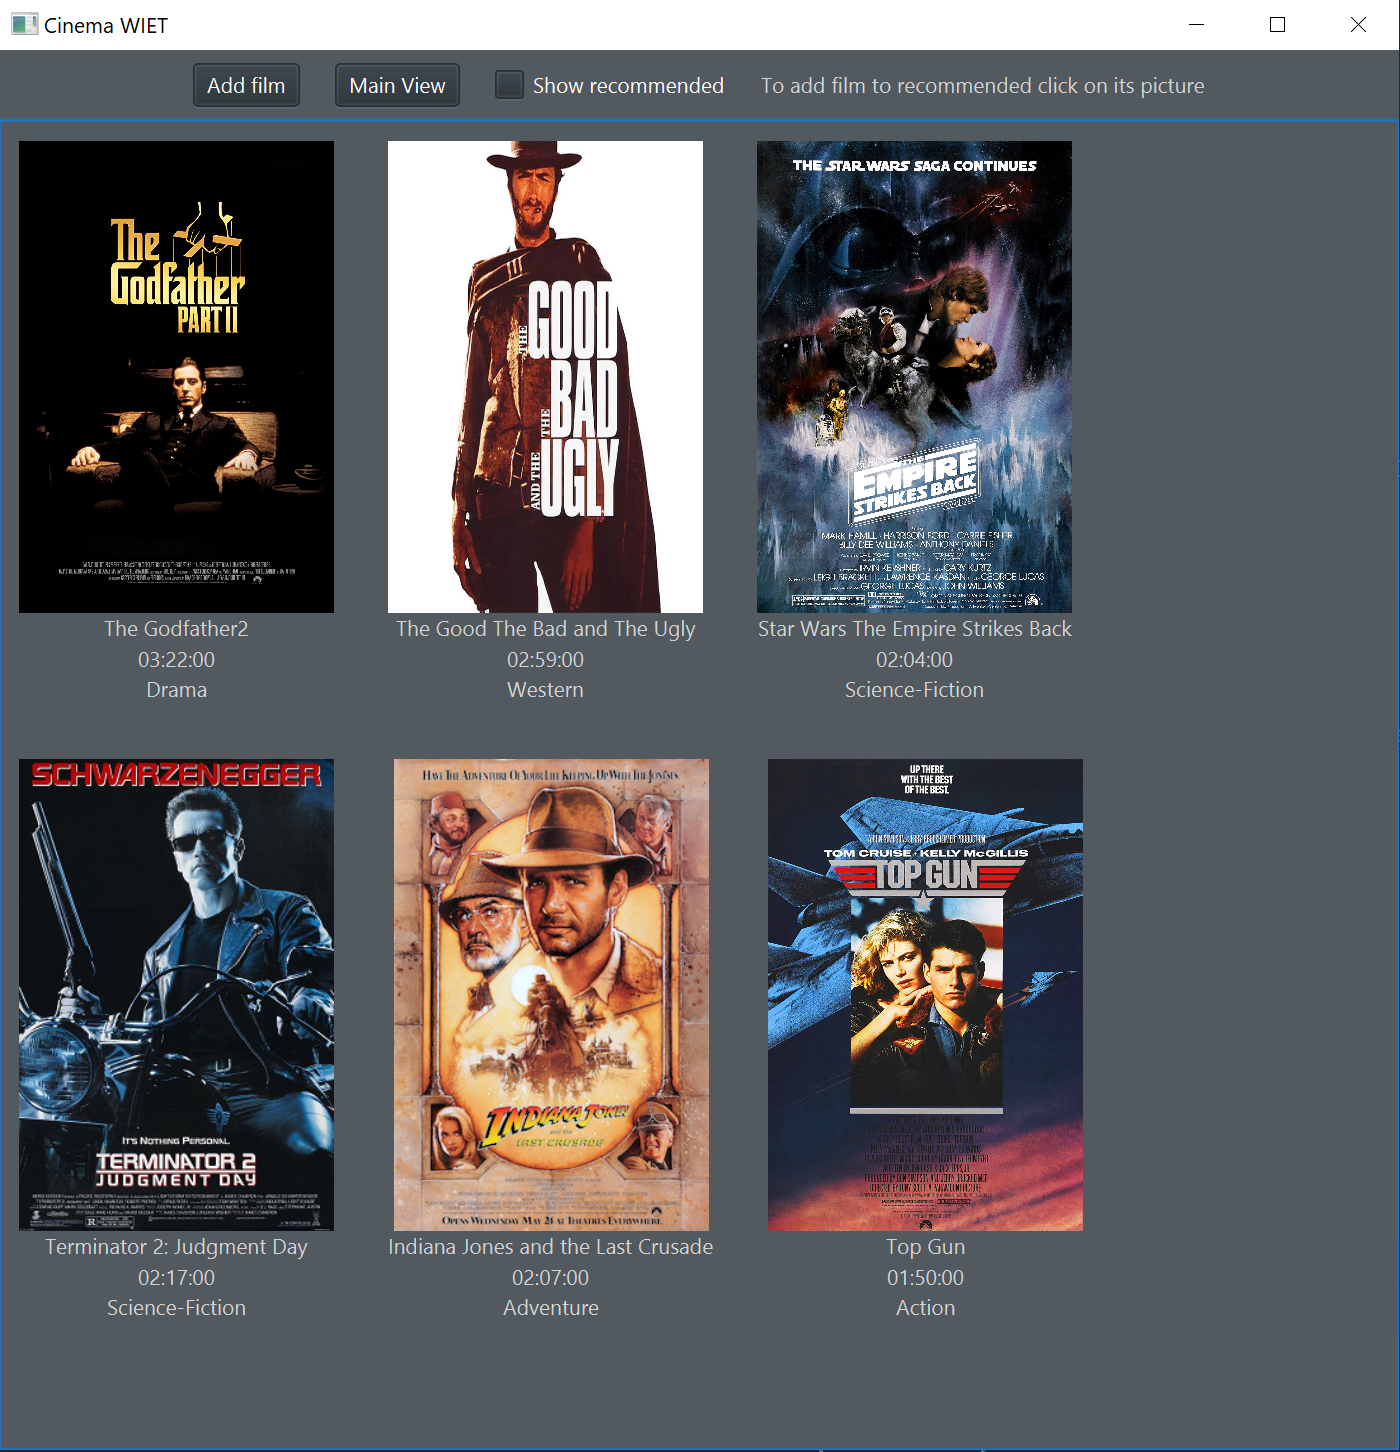 Cinema WIET
Add film
Main View
Show recommended
To add film to recommended click on its picture
The
Godfather
PART II
THE GOOD
THE BAD
AND THE UGLY
THE STAR WARS SAGA CONTINUES
THE
EMPIRE
STRIKES BACK
MARK HAMILL · HARRISON FORD · CARRIE FISHER
BILLY DEE WILLIAMS · ANTHONY DANIELS
IRVIN KERSHNER GARY KURTZ
LEIGH BRACKETT LAWRENCE KASDAN GEORGE LUCAS
GEORGE LUCAS JOHN WILLIAMS
The Godfather2
03:22:00
Drama
The Good The Bad and The Ugly
02:59:00
Western
Star Wars The Empire Strikes Back
02:04:00
Science-Fiction
SCHWARZENEGGER
IT'S NOTHING PERSONAL.
TERMINATOR 2
JUDGMENT DAY
HAVE THE ADVENTURE OF YOUR LIFE KEEPING UP WITH THE JONESES.
INDIANA JONES
and the
LAST CRUSADE
OPENS WEDNESDAY MAY 24 AT THEATRES EVERYWHERE.
UP THERE
WITH THE BEST
OF THE BEST.
TOM CRUISE · KELLY McGILLIS
TOP GUN
Terminator 2: Judgment Day
02:17:00
Science-Fiction
Indiana Jones and the Last Crusade
02:07:00
Adventure
Top Gun
01:50:00
Action